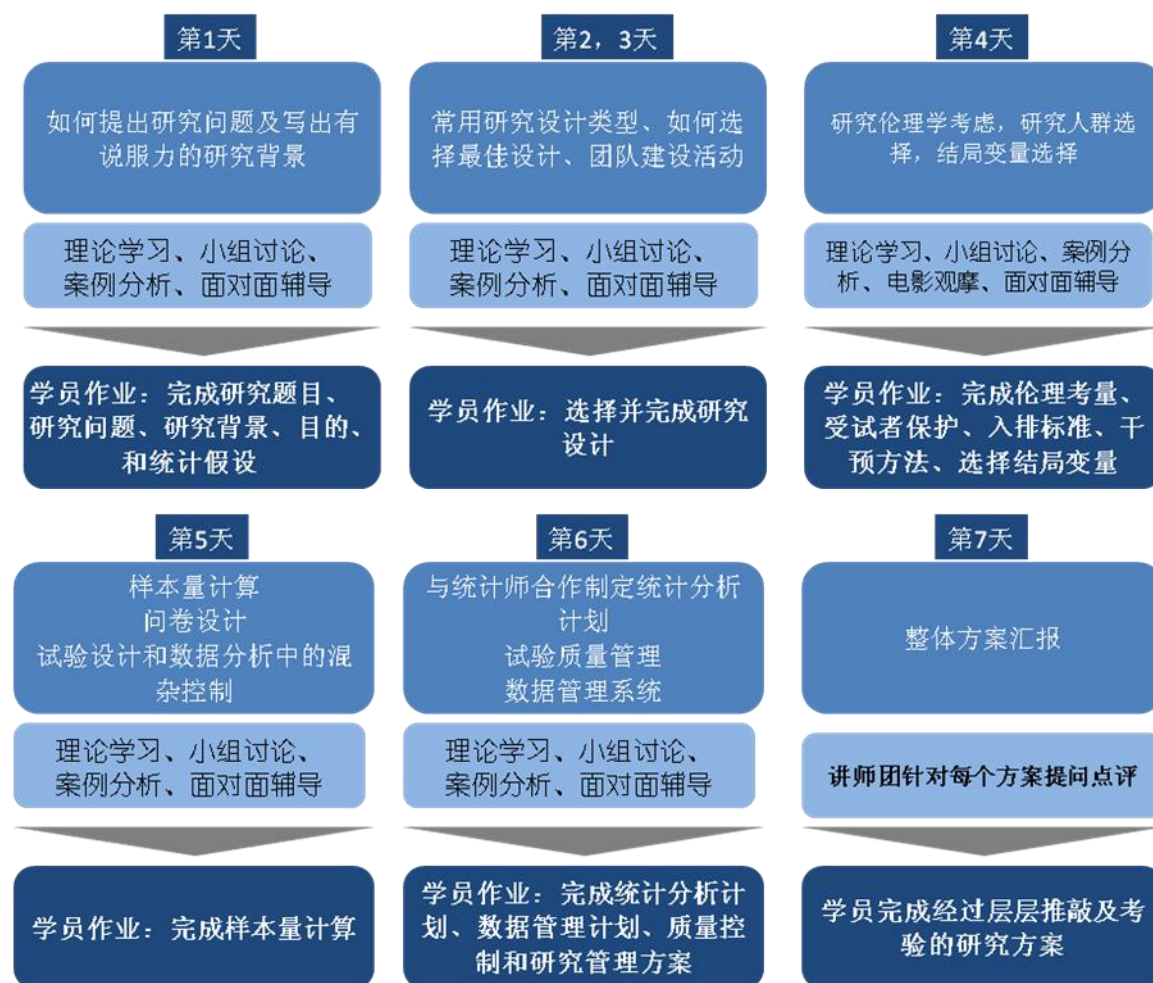 第1天
如何提出研究问题及写出有
说服力的研究背景
理论学习、小组讨论、
案例分析、面对面辅导
学员作业：完成研究题目、
研究问题、研究背景、目的、
和统计假设
第2，3天
常用研究设计类型、如何选
择最佳设计、团队建设活动
理论学习、小组讨论、
案例分析、面对面辅导
学员作业：选择并完成研究
设计
第4天
研究伦理学考虑，研究人群选
择，结局变量选择
理论学习、小组讨论、案例分
析、电影观摩、面对面辅导
学员作业：完成伦理考量、
受试者保护、入排标准、干
预方法、选择结局变量
第5天
样本量计算
问卷设计
试验设计和数据分析中的混
杂控制
理论学习、小组讨论、
案例分析、面对面辅导
学员作业：完成样本量计算
第6天
与统计师合作制定统计分析
计划
试验质量管理
数据管理系统
理论学习、小组讨论、
案例分析、面对面辅导
学员作业：完成统计分析计
划、数据管理计划、质量控
制和研究管理方案
第7天
整体方案汇报
讲师团针对每个方案提问点评
学员完成经过层层推敲及考
验的研究方案